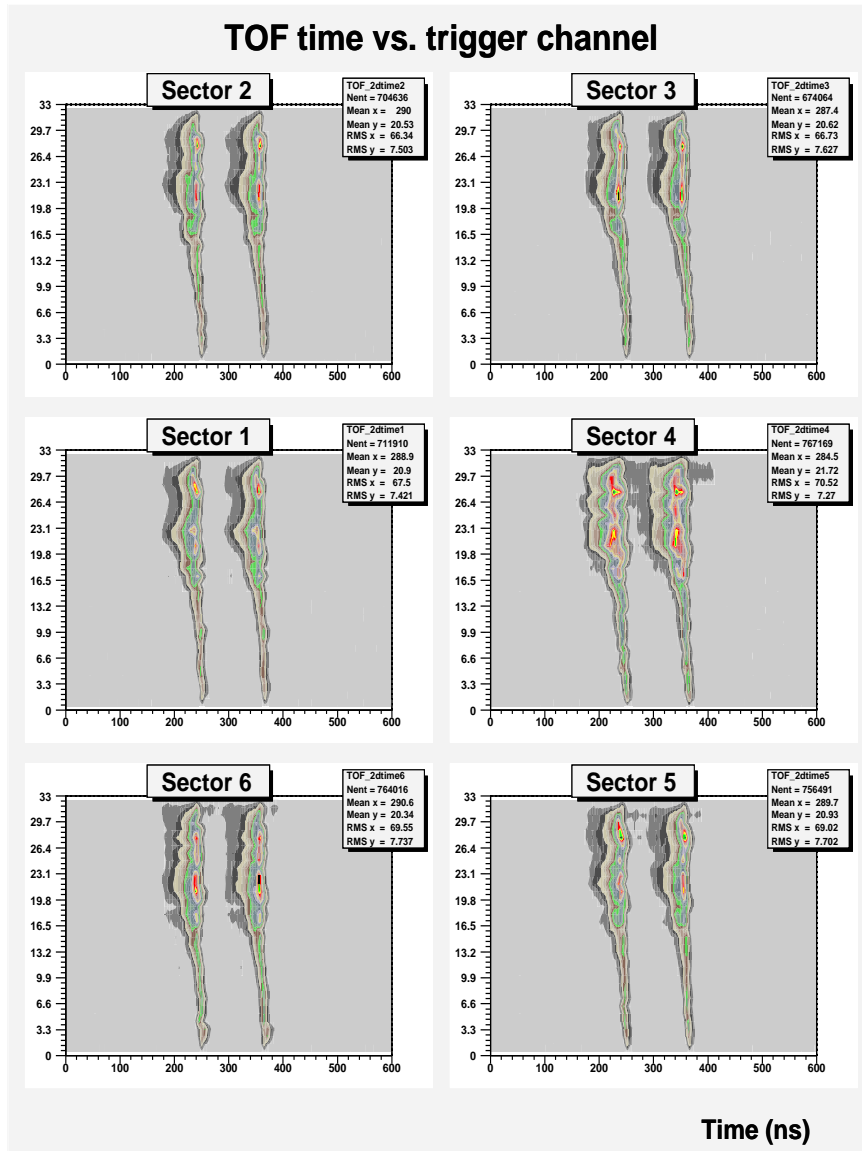 TOF time vs. trigger channel
Sector 2
TOF_2dtime2
Nent = 704636
Mean x = 290
Mean y = 20.53
RMS x = 66.34
RMS y = 7.503
33
29.7
26.4
23.1
19.8
16.5
13.2
9.9
6.6
3.3
0
0 100 200 300 400 500 600
Sector 3
TOF_2dtime3
Nent = 674064
Mean x = 287.4
Mean y = 20.62
RMS x = 66.73
RMS y = 7.627
33
29.7
26.4
23.1
19.8
16.5
13.2
9.9
6.6
3.3
0
0 100 200 300 400 500 600
Sector 1
TOF_2dtime1
Nent = 711910
Mean x = 288.9
Mean y = 20.9
RMS x = 67.5
RMS y = 7.421
33
29.7
26.4
23.1
19.8
16.5
13.2
9.9
6.6
3.3
0
0 100 200 300 400 500 600
Sector 4
TOF_2dtime4
Nent = 767169
Mean x = 284.5
Mean y = 21.72
RMS x = 70.52
RMS y = 7.27
33
29.7
26.4
23.1
19.8
16.5
13.2
9.9
6.6
3.3
0
0 100 200 300 400 500 600
Sector 6
TOF_2dtime6
Nent = 764016
Mean x = 290.6
Mean y = 20.34
RMS x = 69.55
RMS y = 7.737
33
29.7
26.4
23.1
19.8
16.5
13.2
9.9
6.6
3.3
0
0 100 200 300 400 500 600
Sector 5
TOF_2dtime5
Nent = 756491
Mean x = 289.7
Mean y = 20.93
RMS x = 69.02
RMS y = 7.702
33
29.7
26.4
23.1
19.8
16.5
13.2
9.9
6.6
3.3
0
0 100 200 300 400 500 600
Time (ns)